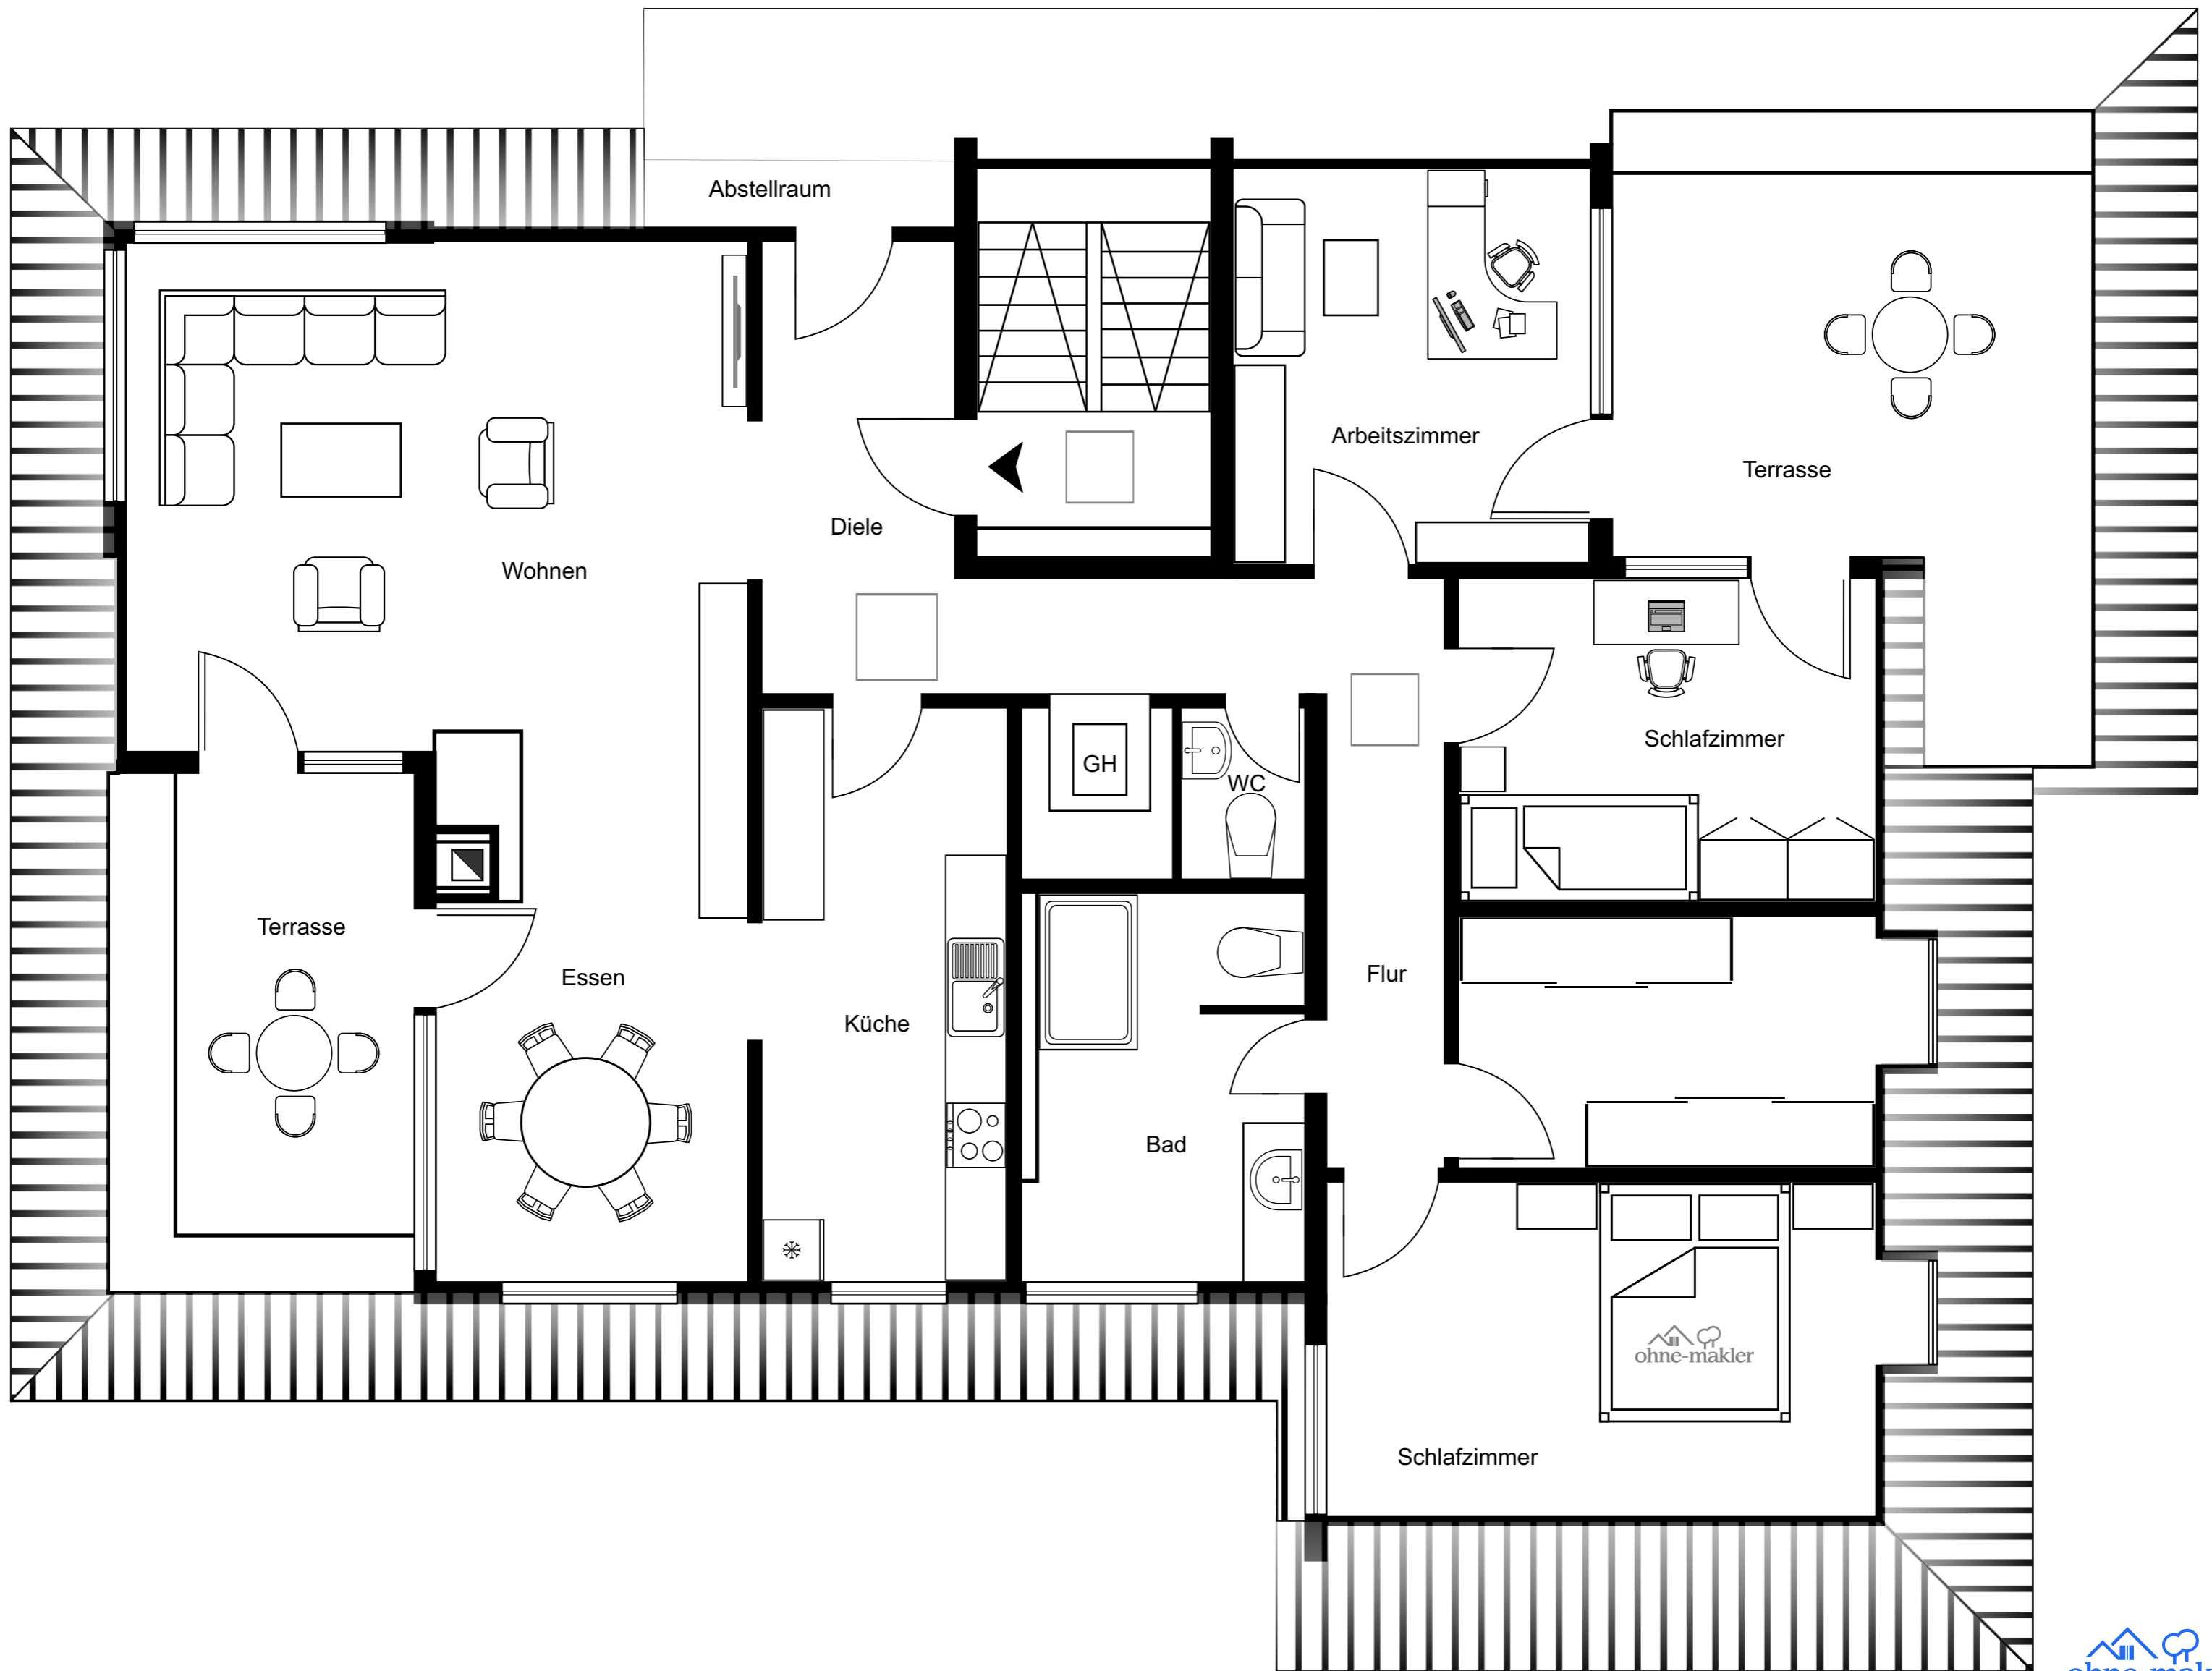 Abstellraum
Arbeitszimmer
Terrasse
Diele
Wohnen
Schlafzimmer
GH
WC
Terrasse
Essen
Flur
Küche
Bad
ohne-makler
Schlafzimmer